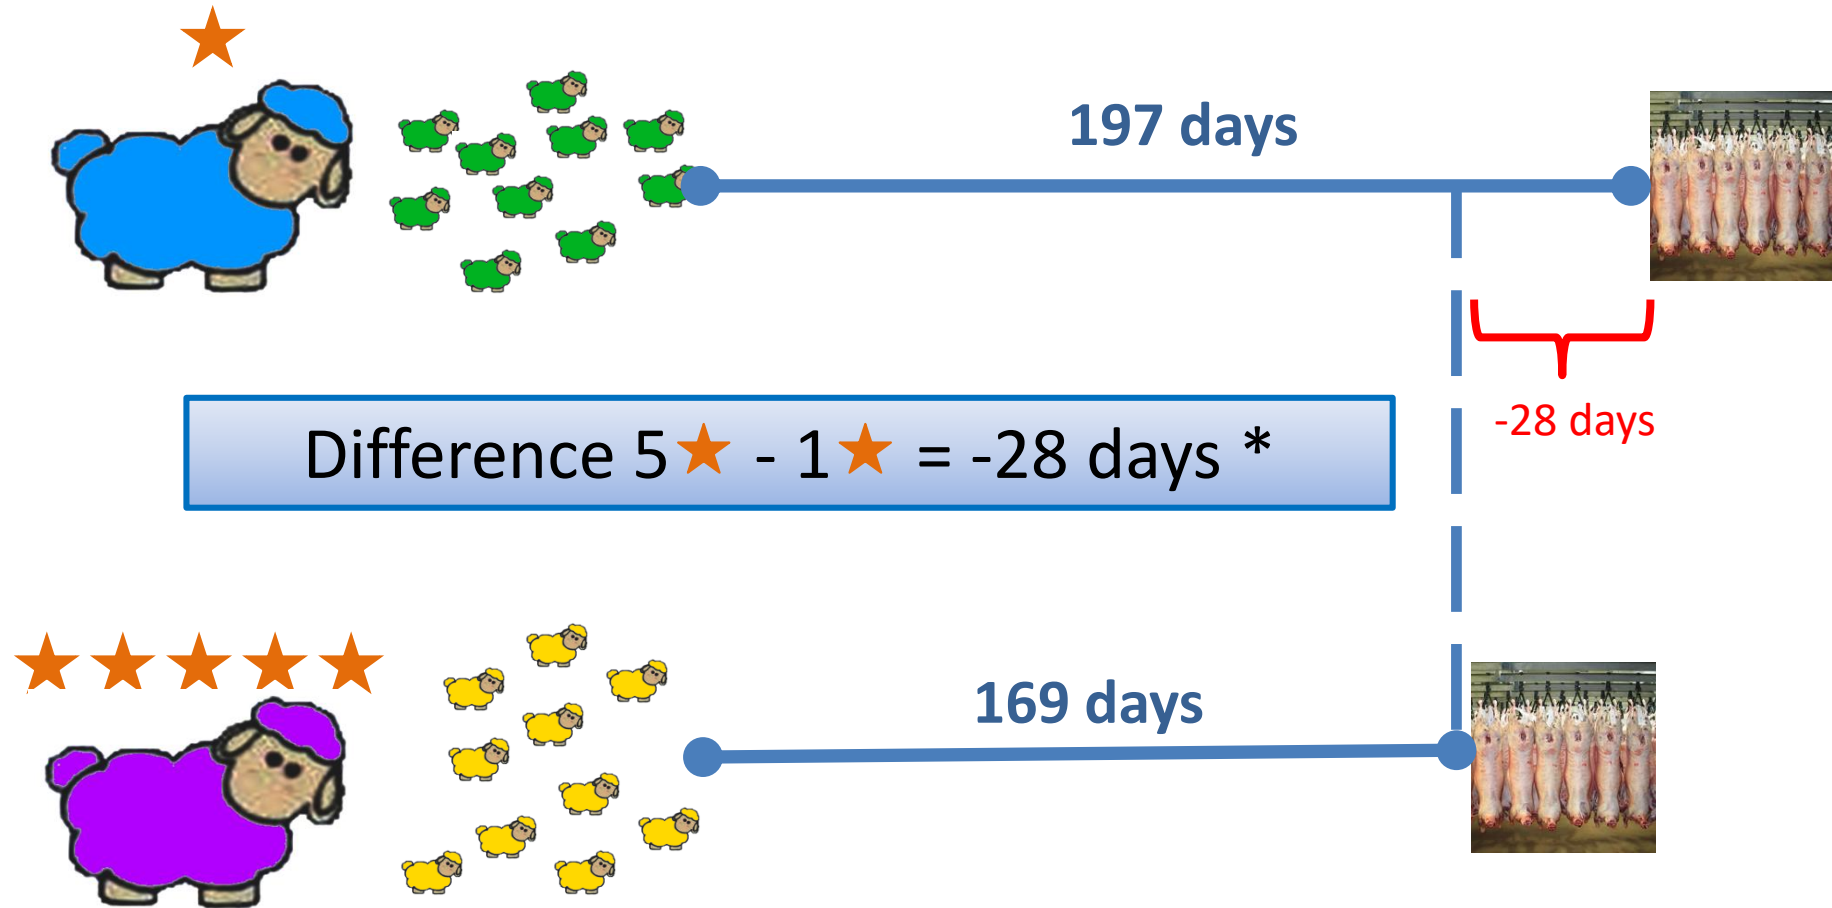 197 days
-28 days
Difference 5★ - 1★ = -28 days *
169 days